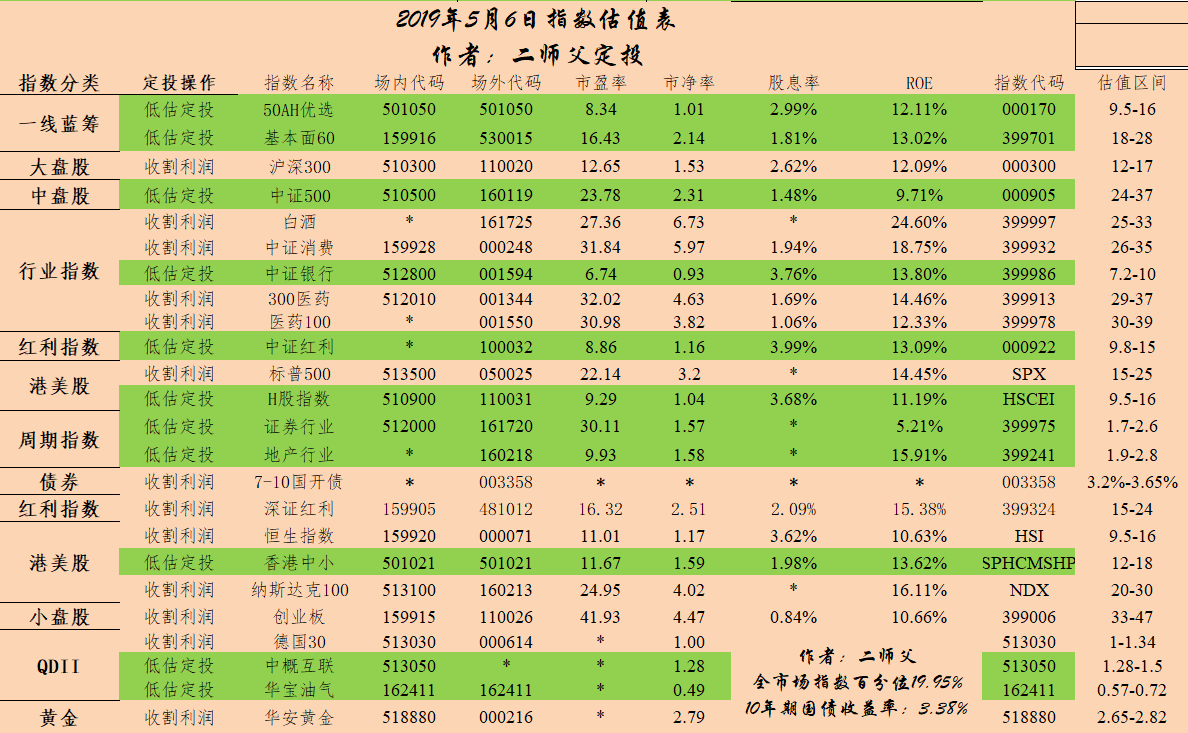 2019年5月6日指数估值表
作者：二师父定投
指数分类 定投操作 指数名称 场内代码 场外代码 市盈率 市净率 股息率 ROE 指数代码 估值区间
一线蓝筹 低估定投 50AH优选 501050 501050 8.34 1.01 2.99% 12.11% 000170 9.5-16
低估定投 基本面60 159916 530015 16.43 2.14 1.81% 13.02% 399701 18-28
大盘股 收割利润 沪深300 510300 110020 12.65 1.53 2.62% 12.09% 000300 12-17
中盘股 低估定投 中证500 510500 160119 23.78 2.31 1.48% 9.71% 000905 24-37
行业指数 收割利润 白酒 * 161725 27.36 6.73 * 24.60% 399997 25-33
收割利润 中证消费 159928 000248 31.84 5.97 1.94% 18.75% 399932 26-35
低估定投 中证银行 512800 001594 6.74 0.93 3.76% 13.80% 399986 7.2-10
收割利润 300医药 512010 001344 32.02 4.63 1.69% 14.46% 399913 29-37
收割利润 医药100 * 001550 30.98 3.82 1.06% 12.33% 399978 30-39
红利指数 低估定投 中证红利 * 100032 8.86 1.16 3.99% 13.09% 000922 9.8-15
港美股 收割利润 标普500 513500 050025 22.14 3.2 * 14.45% SPX 15-25
低估定投 H股指数 510900 110031 9.29 1.04 3.68% 11.19% HSCEI 9.5-16
周期指数 低估定投 证券行业 512000 161720 30.11 1.57 * 5.21% 399975 1.7-2.6
低估定投 地产行业 * 160218 9.93 1.58 * 15.91% 399241 1.9-2.8
债券 收割利润 7-10国开债 * 003358 * * * * 003358 3.2%-3.65%
红利指数 收割利润 深证红利 159905 481012 16.32 2.51 2.09% 15.38% 399324 15-24
港美股 收割利润 恒生指数 159920 000071 11.01 1.17 3.62% 10.63% HSI 9.5-16
低估定投 香港中小 501021 501021 11.67 1.59 1.98% 13.62% SPHCMSHP 12-18
收割利润 纳斯达克100 513100 160213 24.95 4.02 * 16.11% NDX 20-30
小盘股 收割利润 创业板 159915 110026 41.93 4.47 0.84% 10.66% 399006 33-47
QDII 收割利润 德国30 513030 000614 * 1.00 513030 1-1.34
低估定投 中概互联 513050 * * 1.28 513050 1.28-1.5
低估定投 华宝油气 162411 162411 * 0.49 162411 0.57-0.72
黄金 收割利润 华安黄金 518880 000216 * 2.79 518880 2.65-2.82
作者：二师父
全市场指数百分位19.95%
10年期国债收益率：3.38%